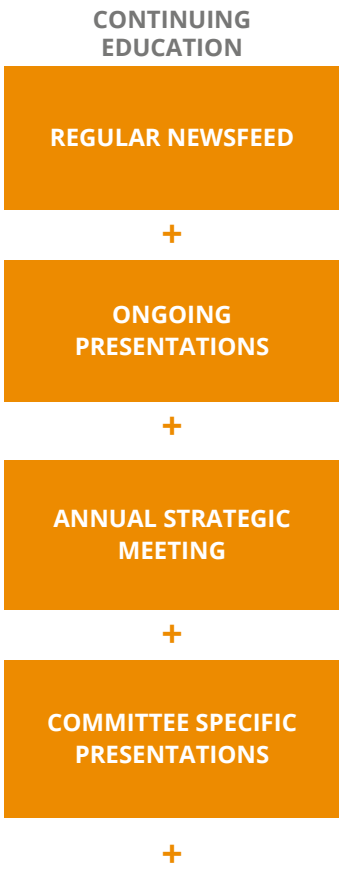 CONTINUING
EDUCATION
REGULAR NEWSFEED
+
ONGOING
PRESENTATIONS
+
ANNUAL STRATEGIC
MEETING
+
COMMITTEE SPECIFIC
PRESENTATIONS
+